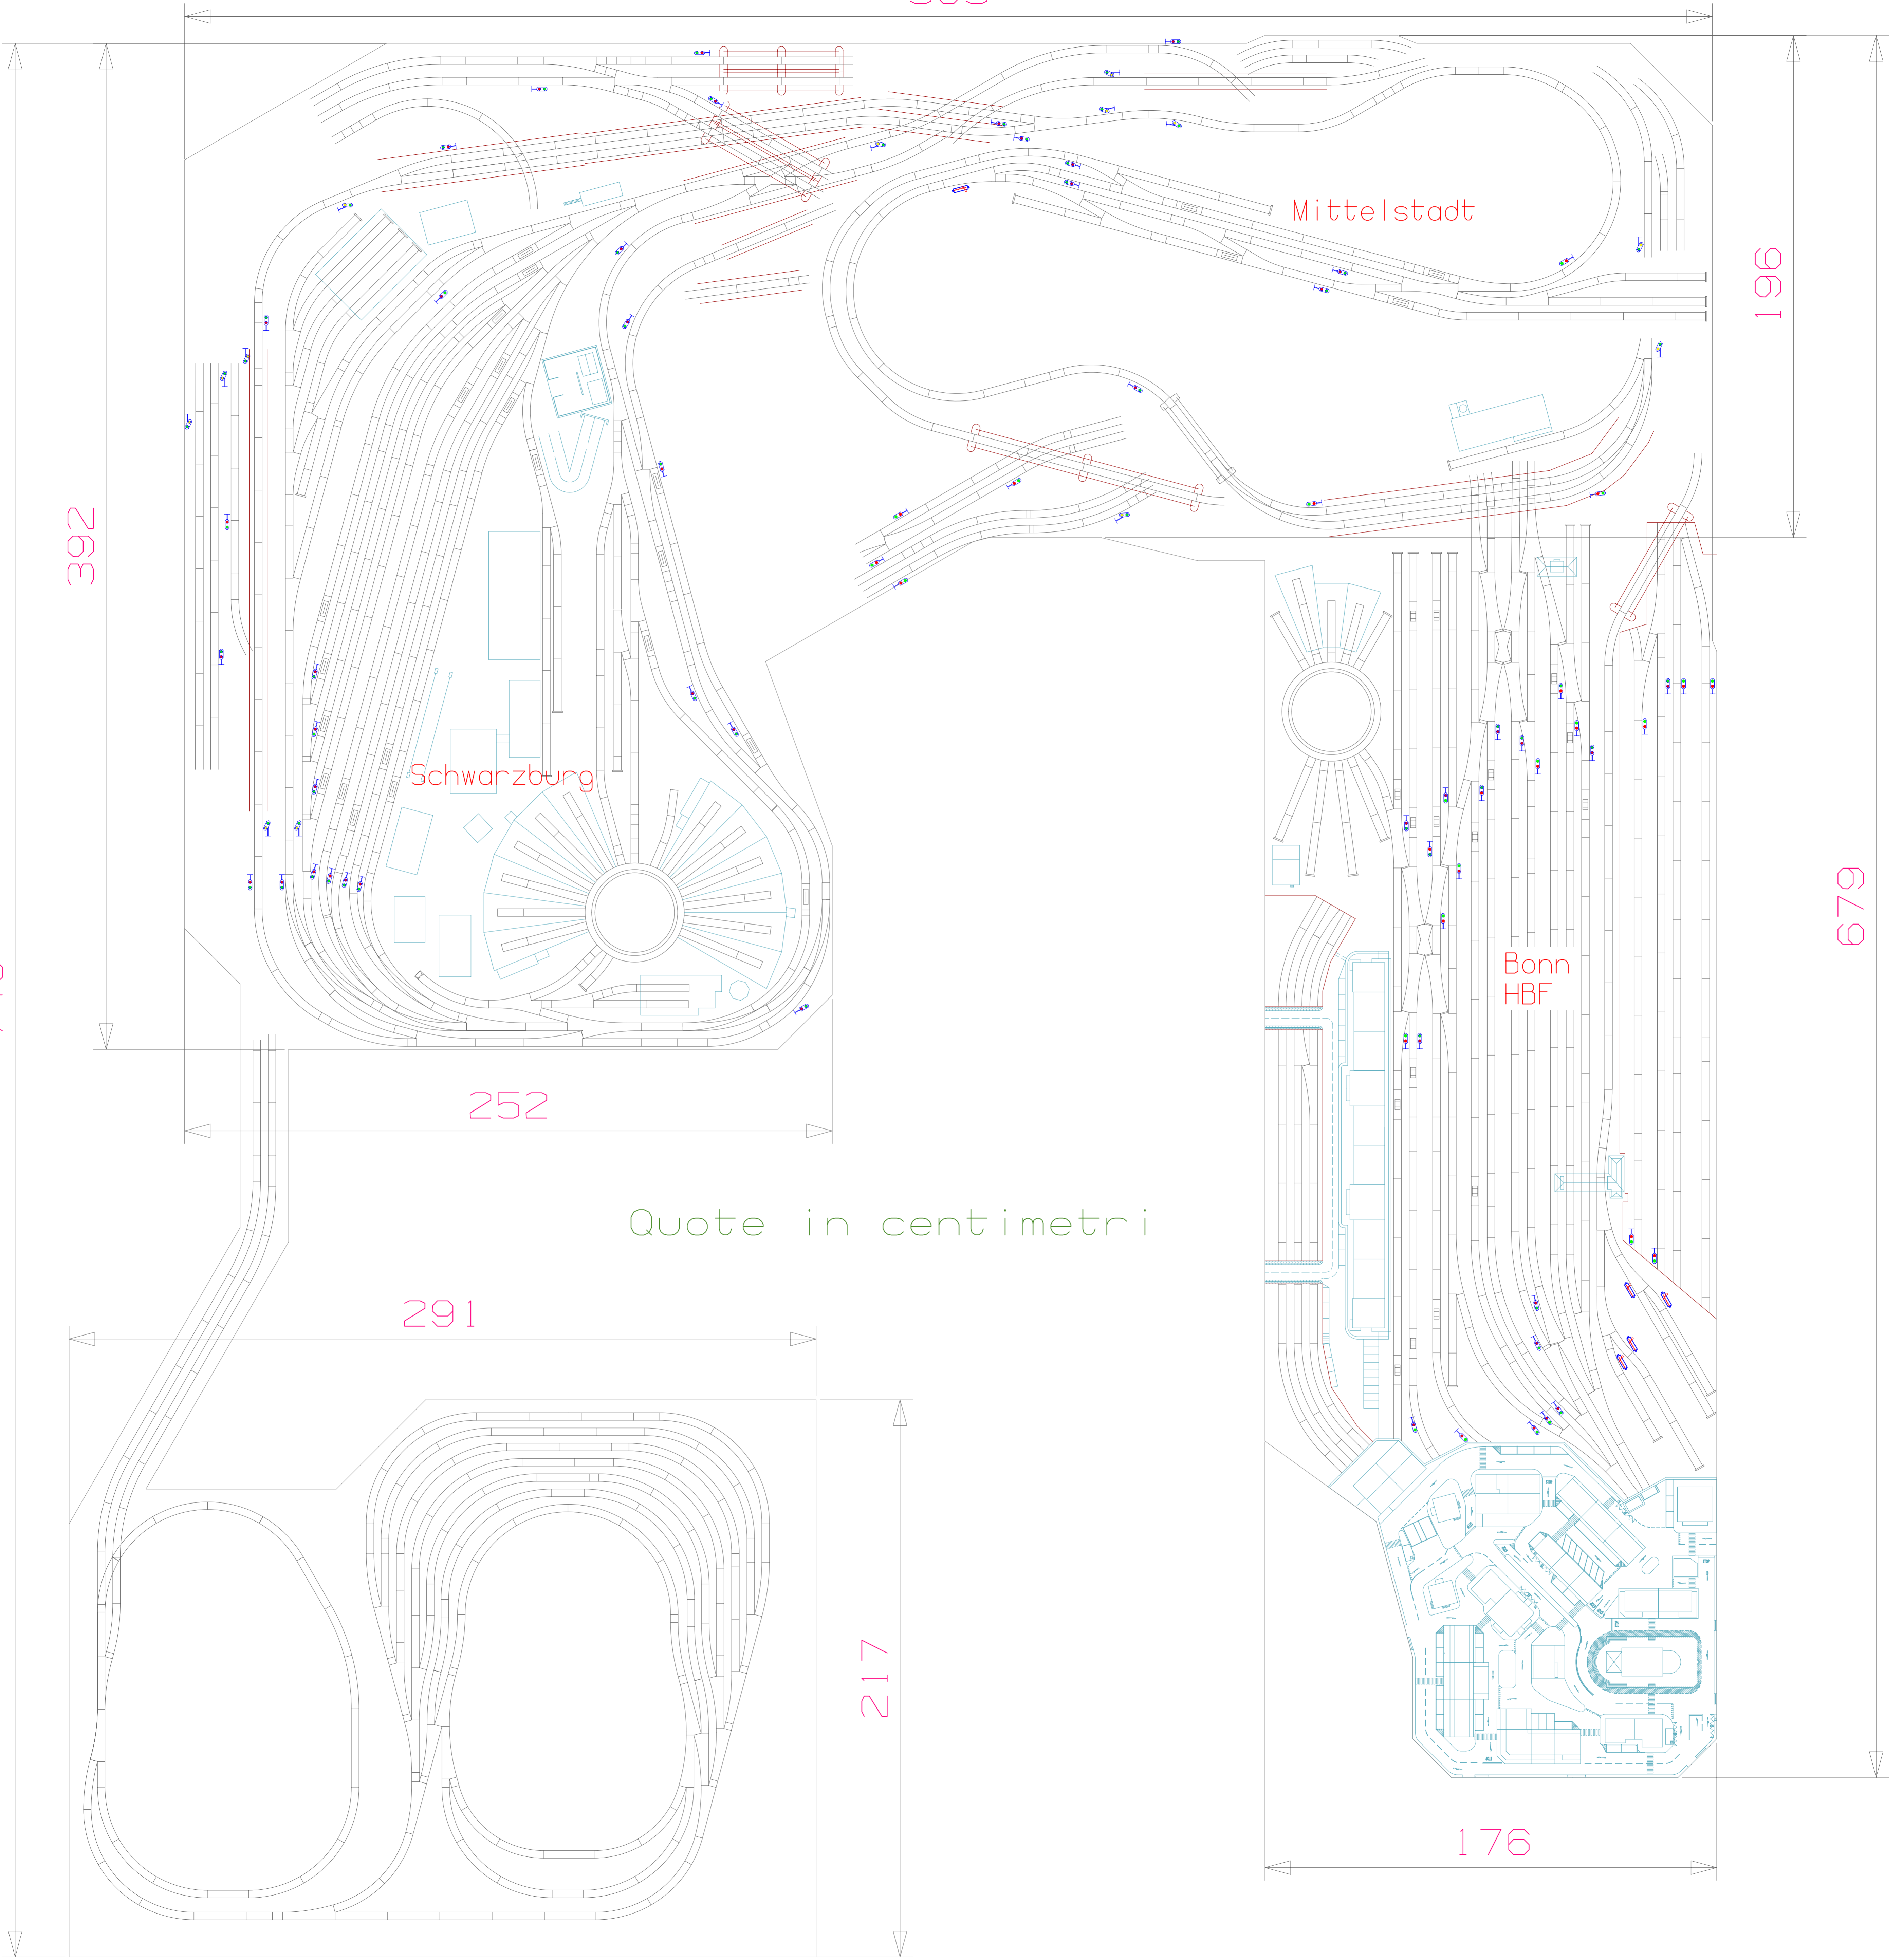 Mittelstadt
196
392
Schwarzburg
679
Bonn
HBF
252
Quote in centimetri
291
217
176